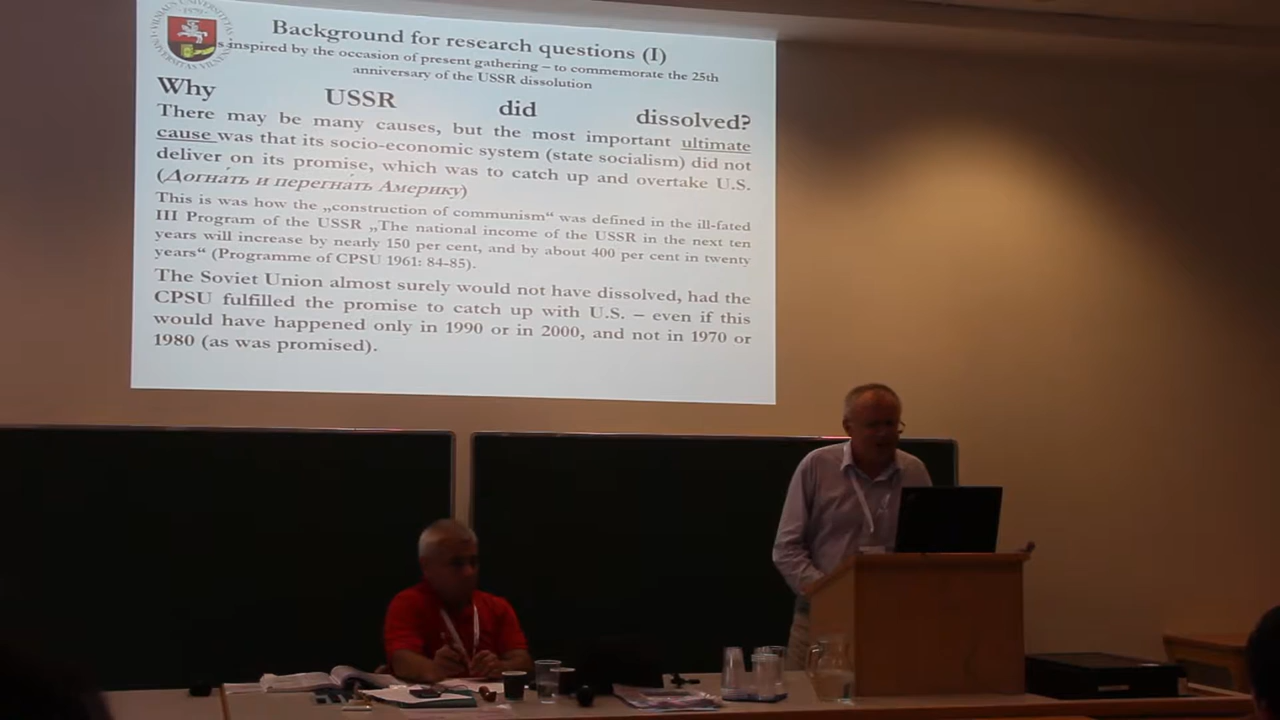 Background for research questions (I)
s inspired by the occasion of present gathering – to commemorate the 25th
anniversary of the USSR dissolution
Why USSR did dissolved?
There may be many causes, but the most important ultimate
cause was that its socio-economic system (state socialism) did not
deliver on its promise, which was to catch up and overtake U.S.
(Догна́ть и перегна́ть Америку)
This is was how the „construction of communism“ was defined in the ill-fated
III Program of the USSR „The national income of the USSR in the next ten
years will increase by nearly 150 per cent, and by about 400 per cent in twenty
years“ (Programme of CPSU 1961: 84-85).
The Soviet Union almost surely would not have dissolved, had the
CPSU fulfilled the promise to catch up with U.S. – even if this
would have happened only in 1990 or in 2000, and not in 1970 or
1980 (as was promised).